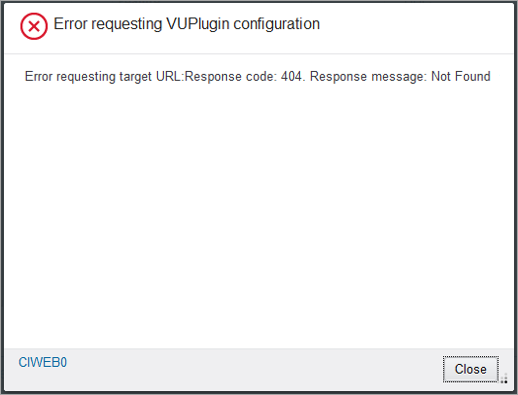 Error requesting VUPlugin configuration
Error requesting target URL:Response code: 404. Response message: Not Found
CIWEB0
Close